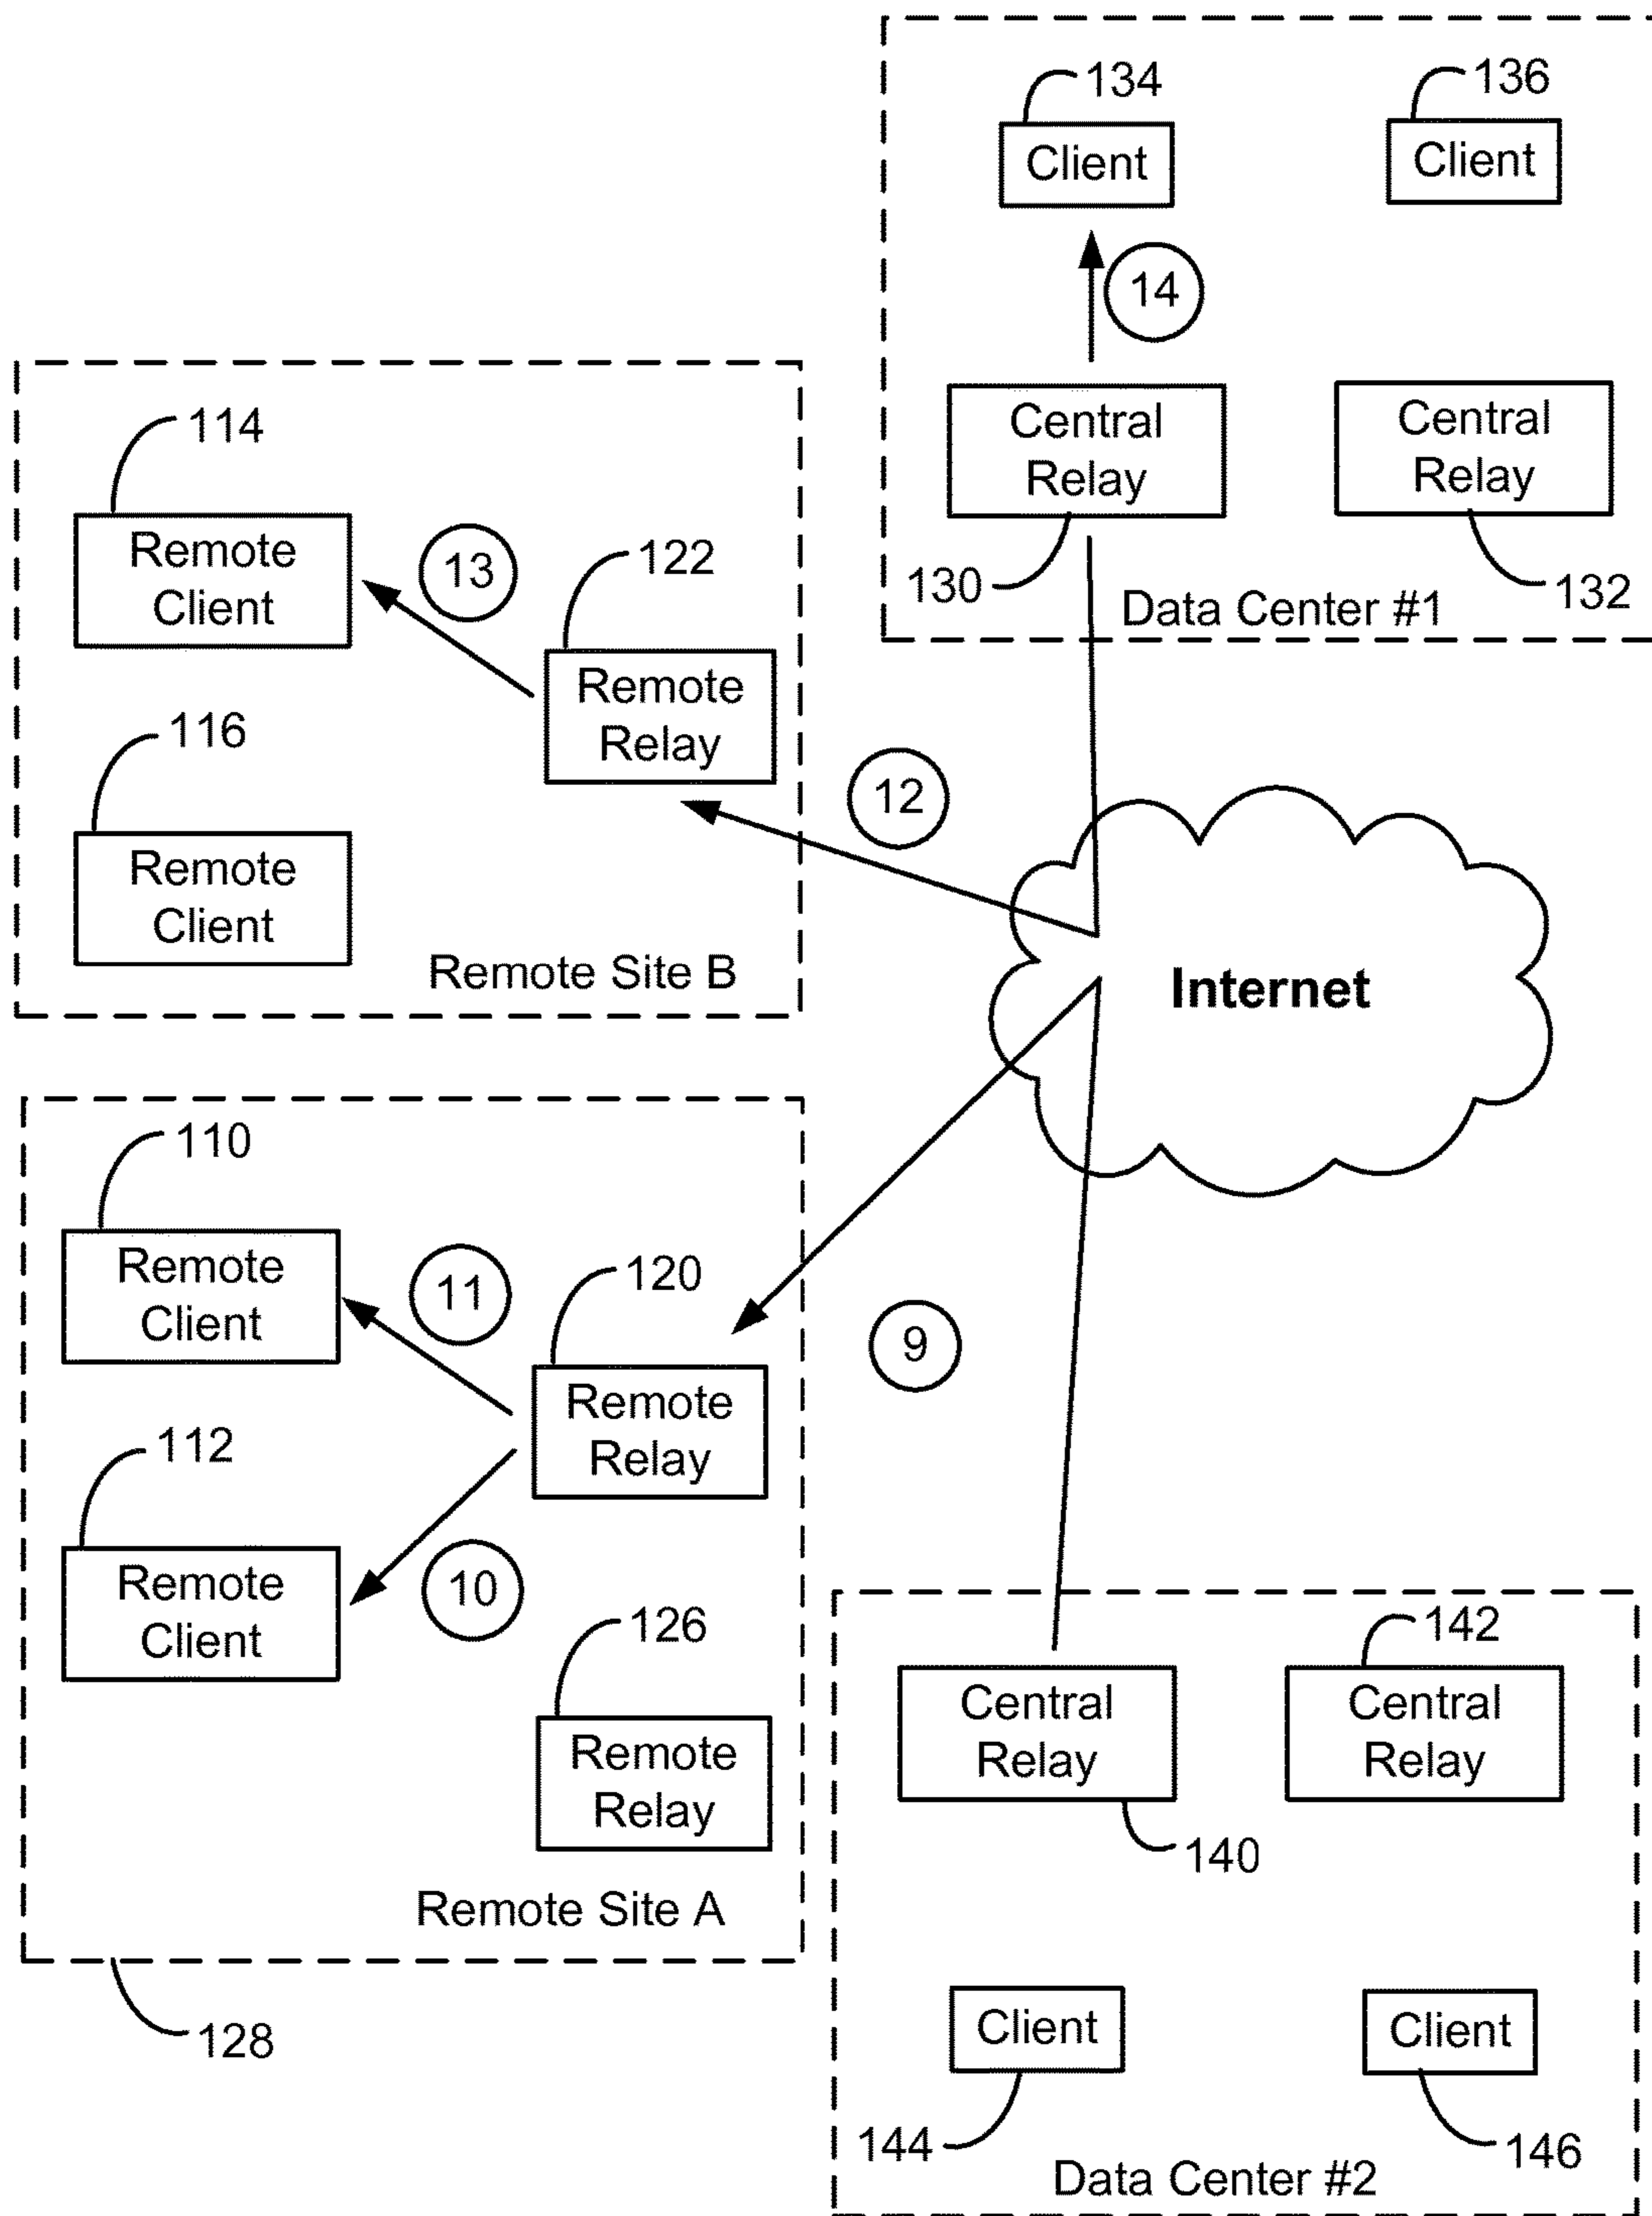 134
136
Client
Client
14
Central
Relay
Central
Relay
130
132
Data Center #1
114
Remote
Client
13
122
Remote
Relay
116
Remote
Client
12
Remote Site B
Internet
110
Remote
Client
11
120
Remote
Relay
9
112
Remote
Client
10
126
Remote
Relay
Remote Site A
128
142
Central
Relay
Central
Relay
140
Client
Client
144
146
Data Center #2